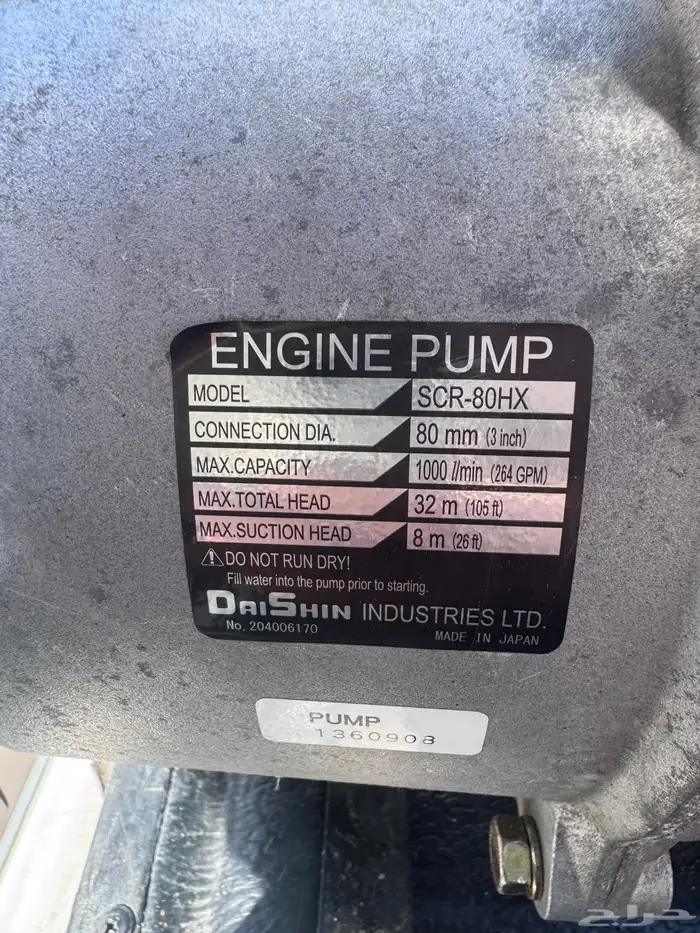 ENGINE PUMP
MODEL SCR-80HX
CONNECTION DIA. 80 mm (3 inch)
MAX.CAPACITY 1000 l/min (264 GPM)
MAX.TOTAL HEAD 32 m (105 ft)
MAX.SUCTION HEAD 8 m (26 ft)
DO NOT RUN DRY!
Fill water into the pump prior to starting.
DAISHIN INDUSTRIES LTD.
No. 204006170 MADE IN JAPAN
PUMP
1360908
حراج